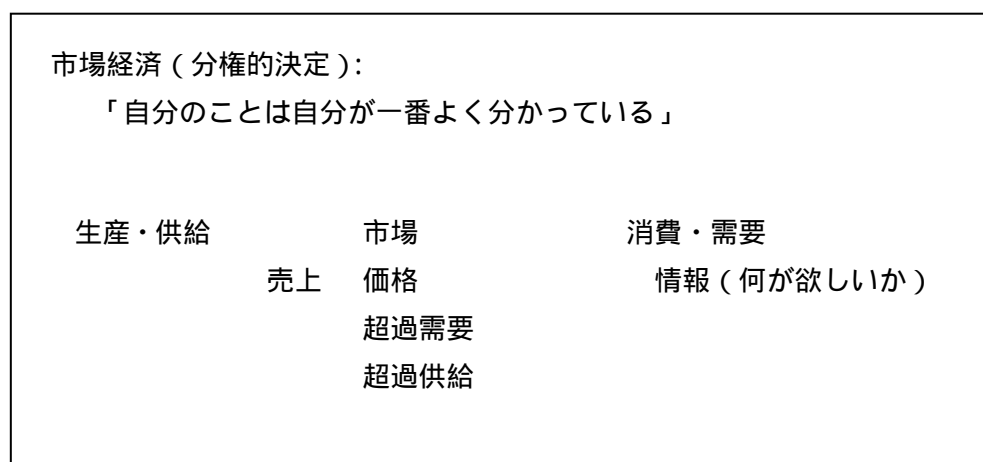 市場経済（分権的決定）:
「自分のことは自分が一番よく分かっている」
生産・供給 市場 消費・需要
売上 価格 情報（何が欲しいか）
超過需要
超過供給